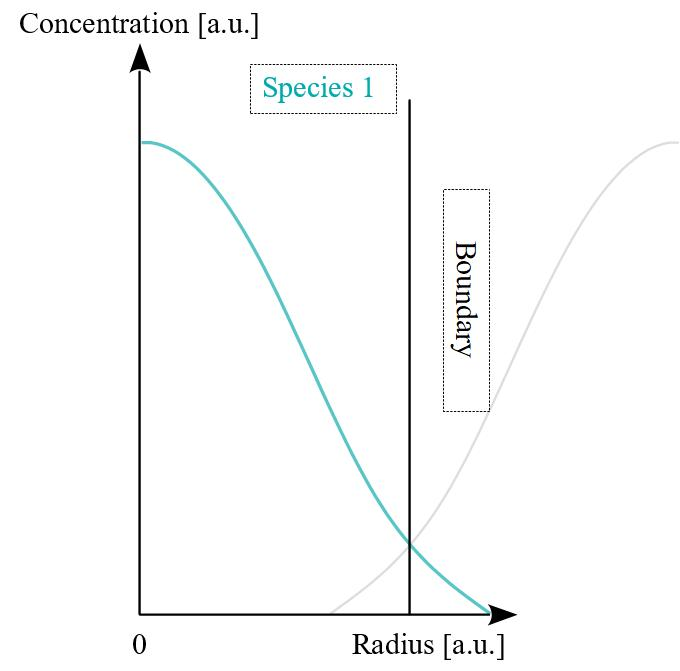 Concentration [a.u.]
Species 1
Boundary
0
Radius [a.u.]